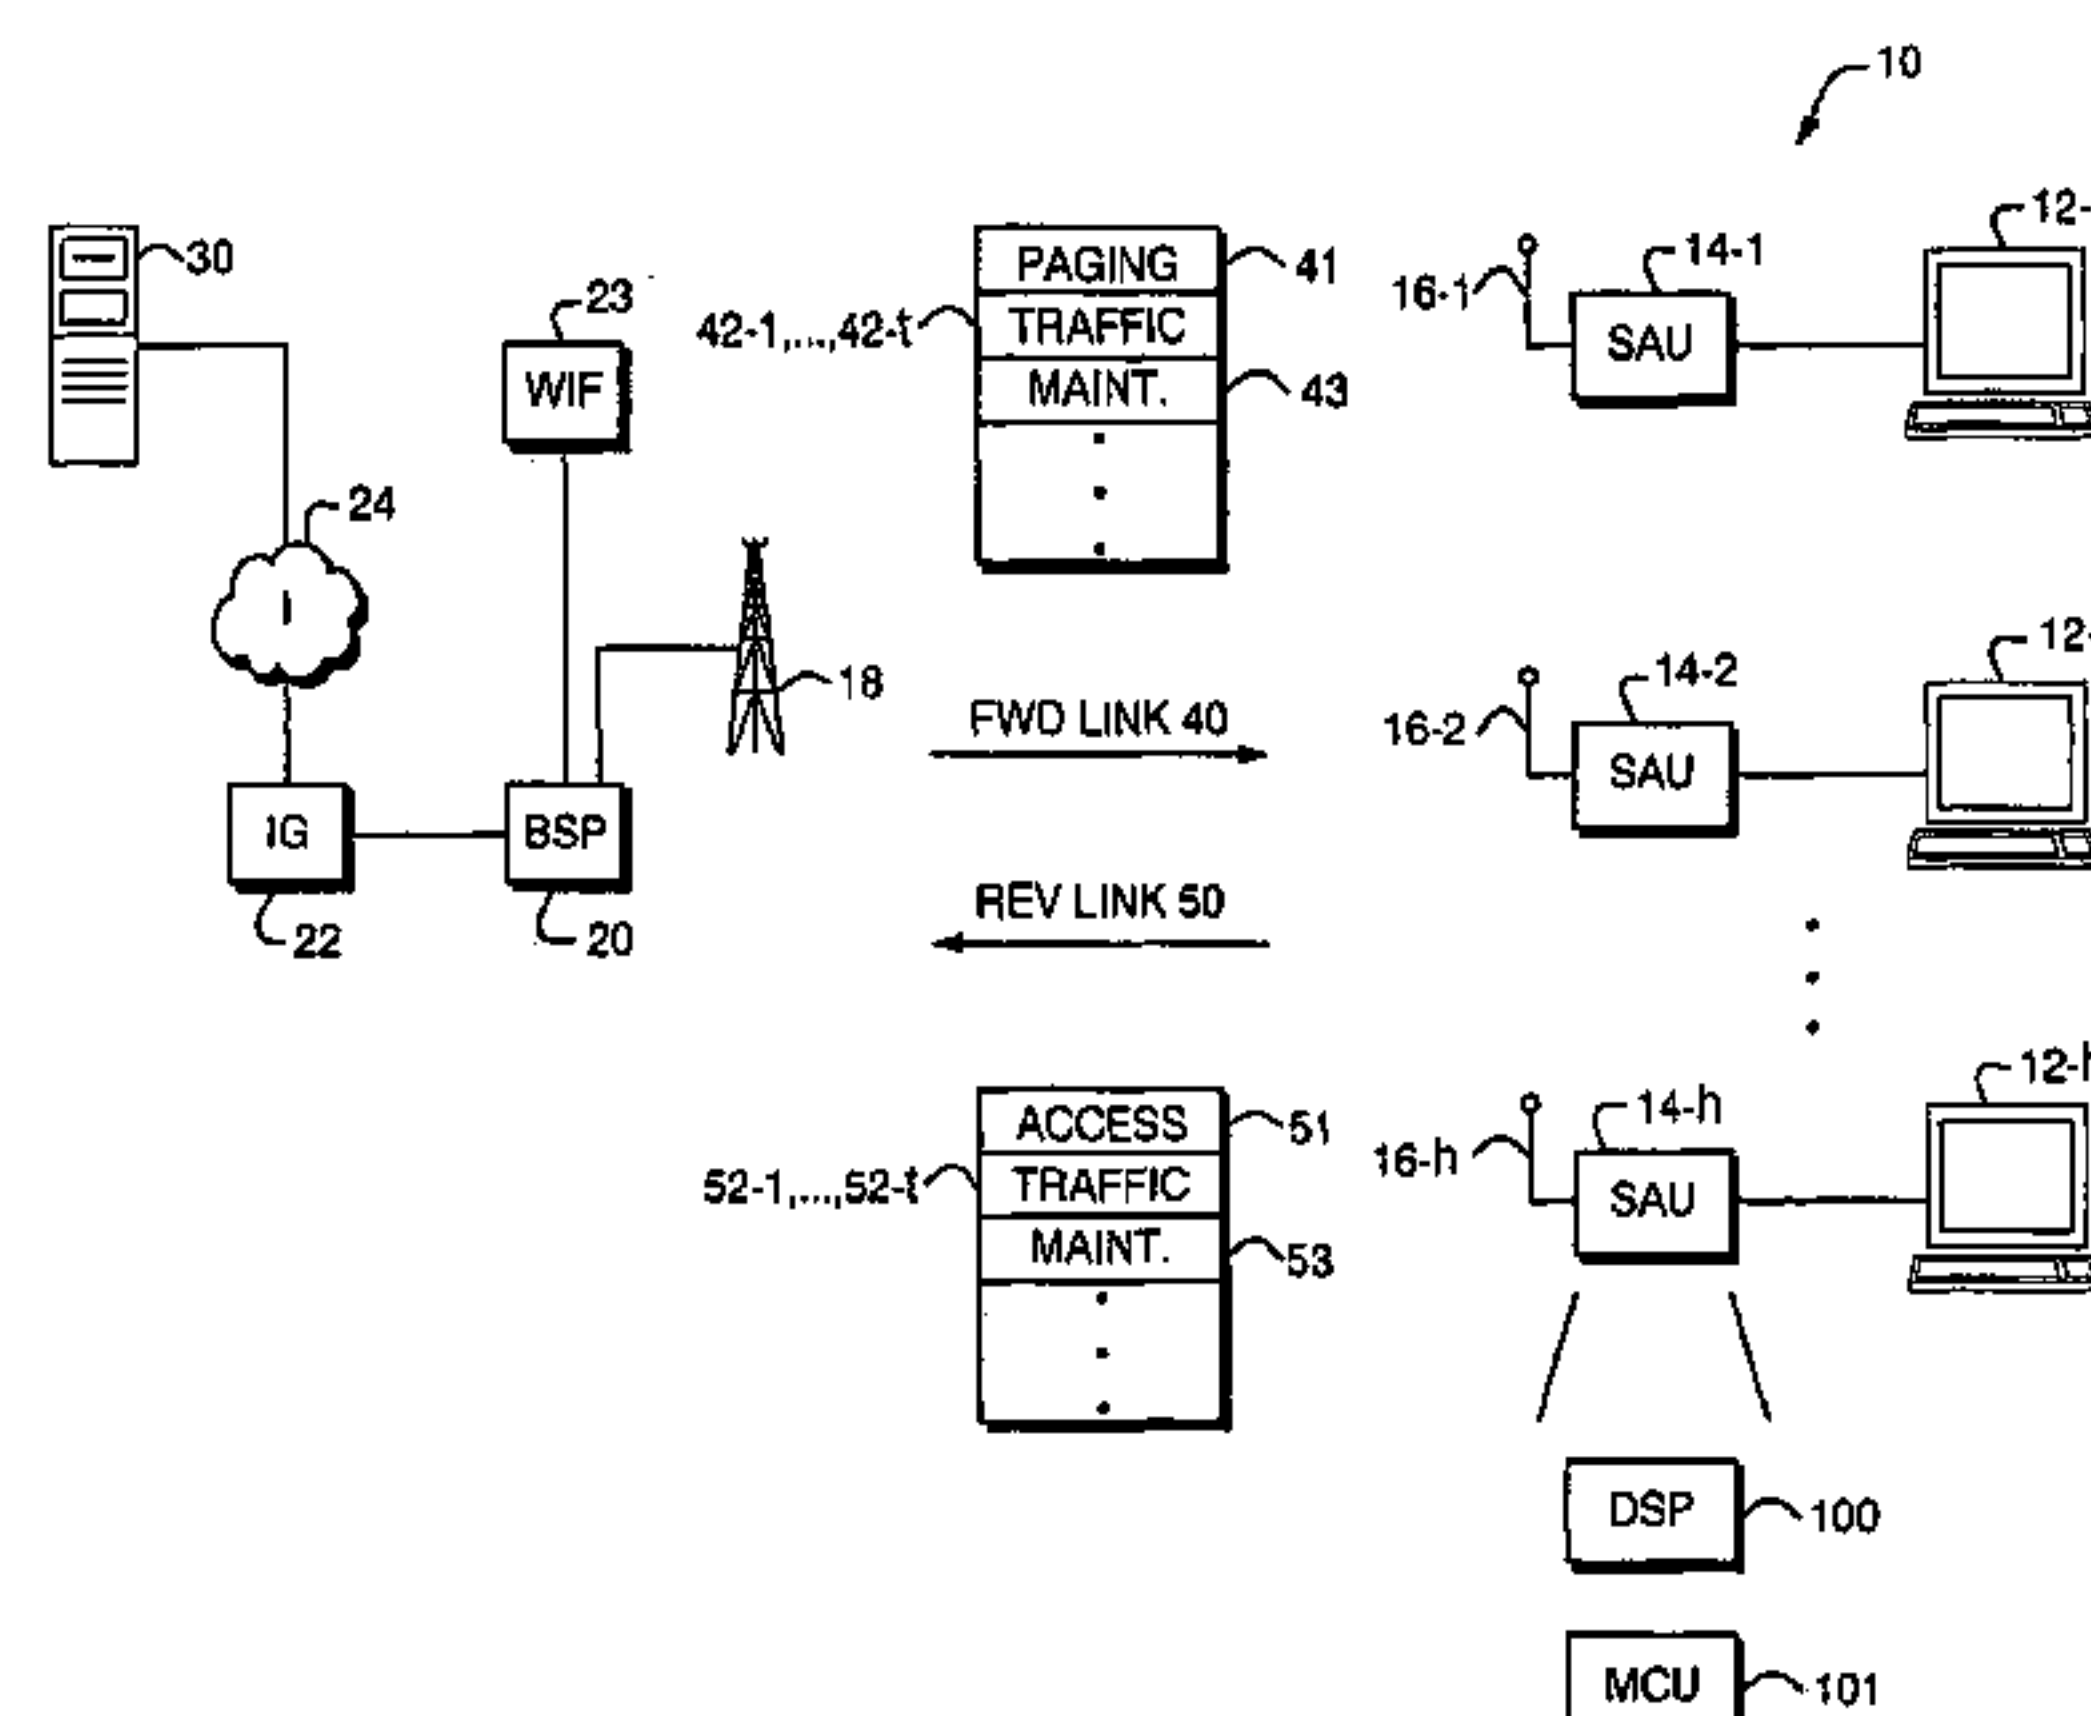 10
30
23
WIF
24
I
18
IG
BSP
22
20
PAGING
41
42-1,...,42-t
TRAFFIC
MAINT.
43
FWD LINK 40
REV LINK 50
ACCESS
51
52-1,...,52-t
TRAFFIC
MAINT.
53
16-1
14-1
SAU
12-
16-2
14-2
SAU
12-
16-h
14-h
SAU
12-h
DSP
100
MCU
101